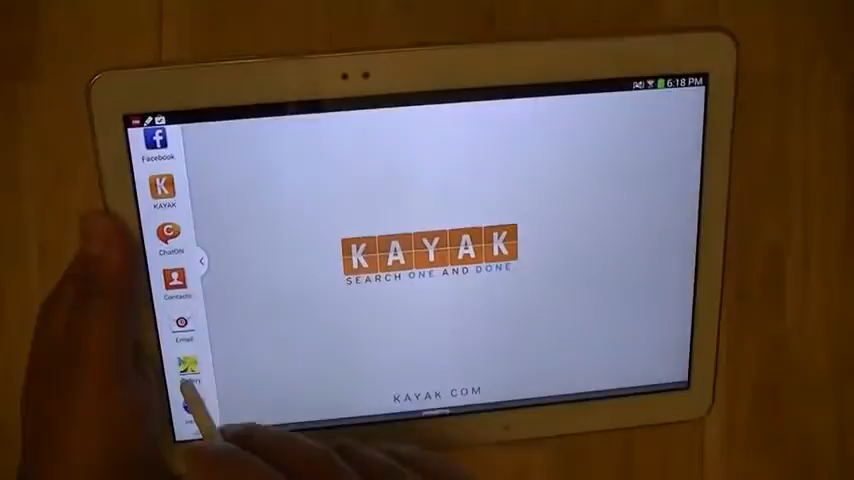 6:18 PM
Facebook
K
KAYAK
ChatON
Contacts
Email
KAYAK
SEARCH ONE AND DONE
KAYAK.COM